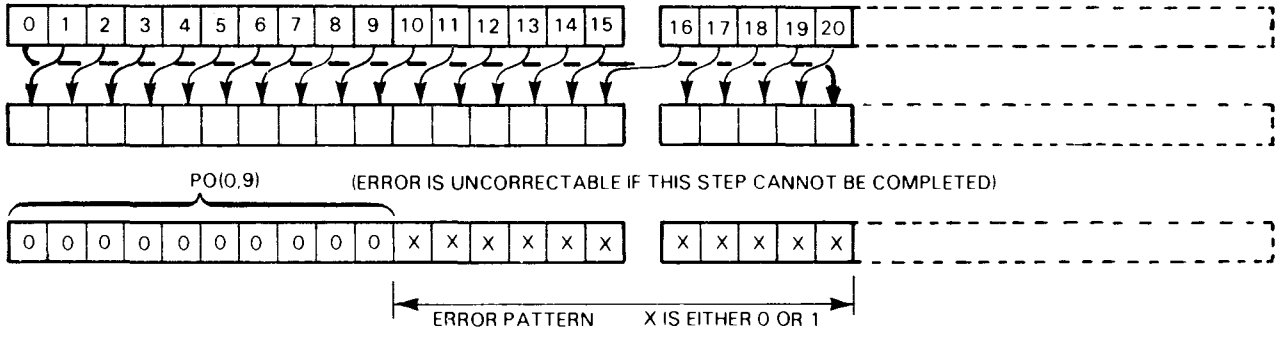 0 1 2 3 4 5 6 7 8 9 10 11 12 13 14 15 16 17 18 19 20
PO(0,9) (ERROR IS UNCORRECTABLE IF THIS STEP CANNOT BE COMPLETED)
0 0 0 0 0 0 0 0 0 0 X X X X X X X X X X X
ERROR PATTERN X IS EITHER 0 OR 1